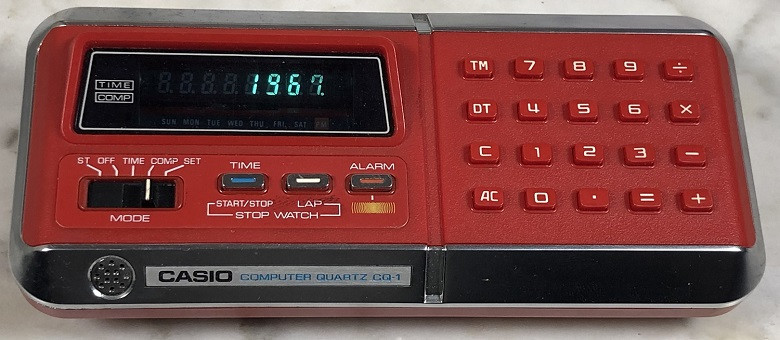 TIME
COMP
1967.
SUN MON TUE WED THU FRI SAT PM
ST OFF TIME COMP SET
MODE
TIME
ALARM
START/STOP LAP
STOP WATCH
TM 7 8 9 ÷
DT 4 5 6 ×
C 1 2 3 −
AC 0 · = +
CASIO COMPUTER QUARTZ CQ-1